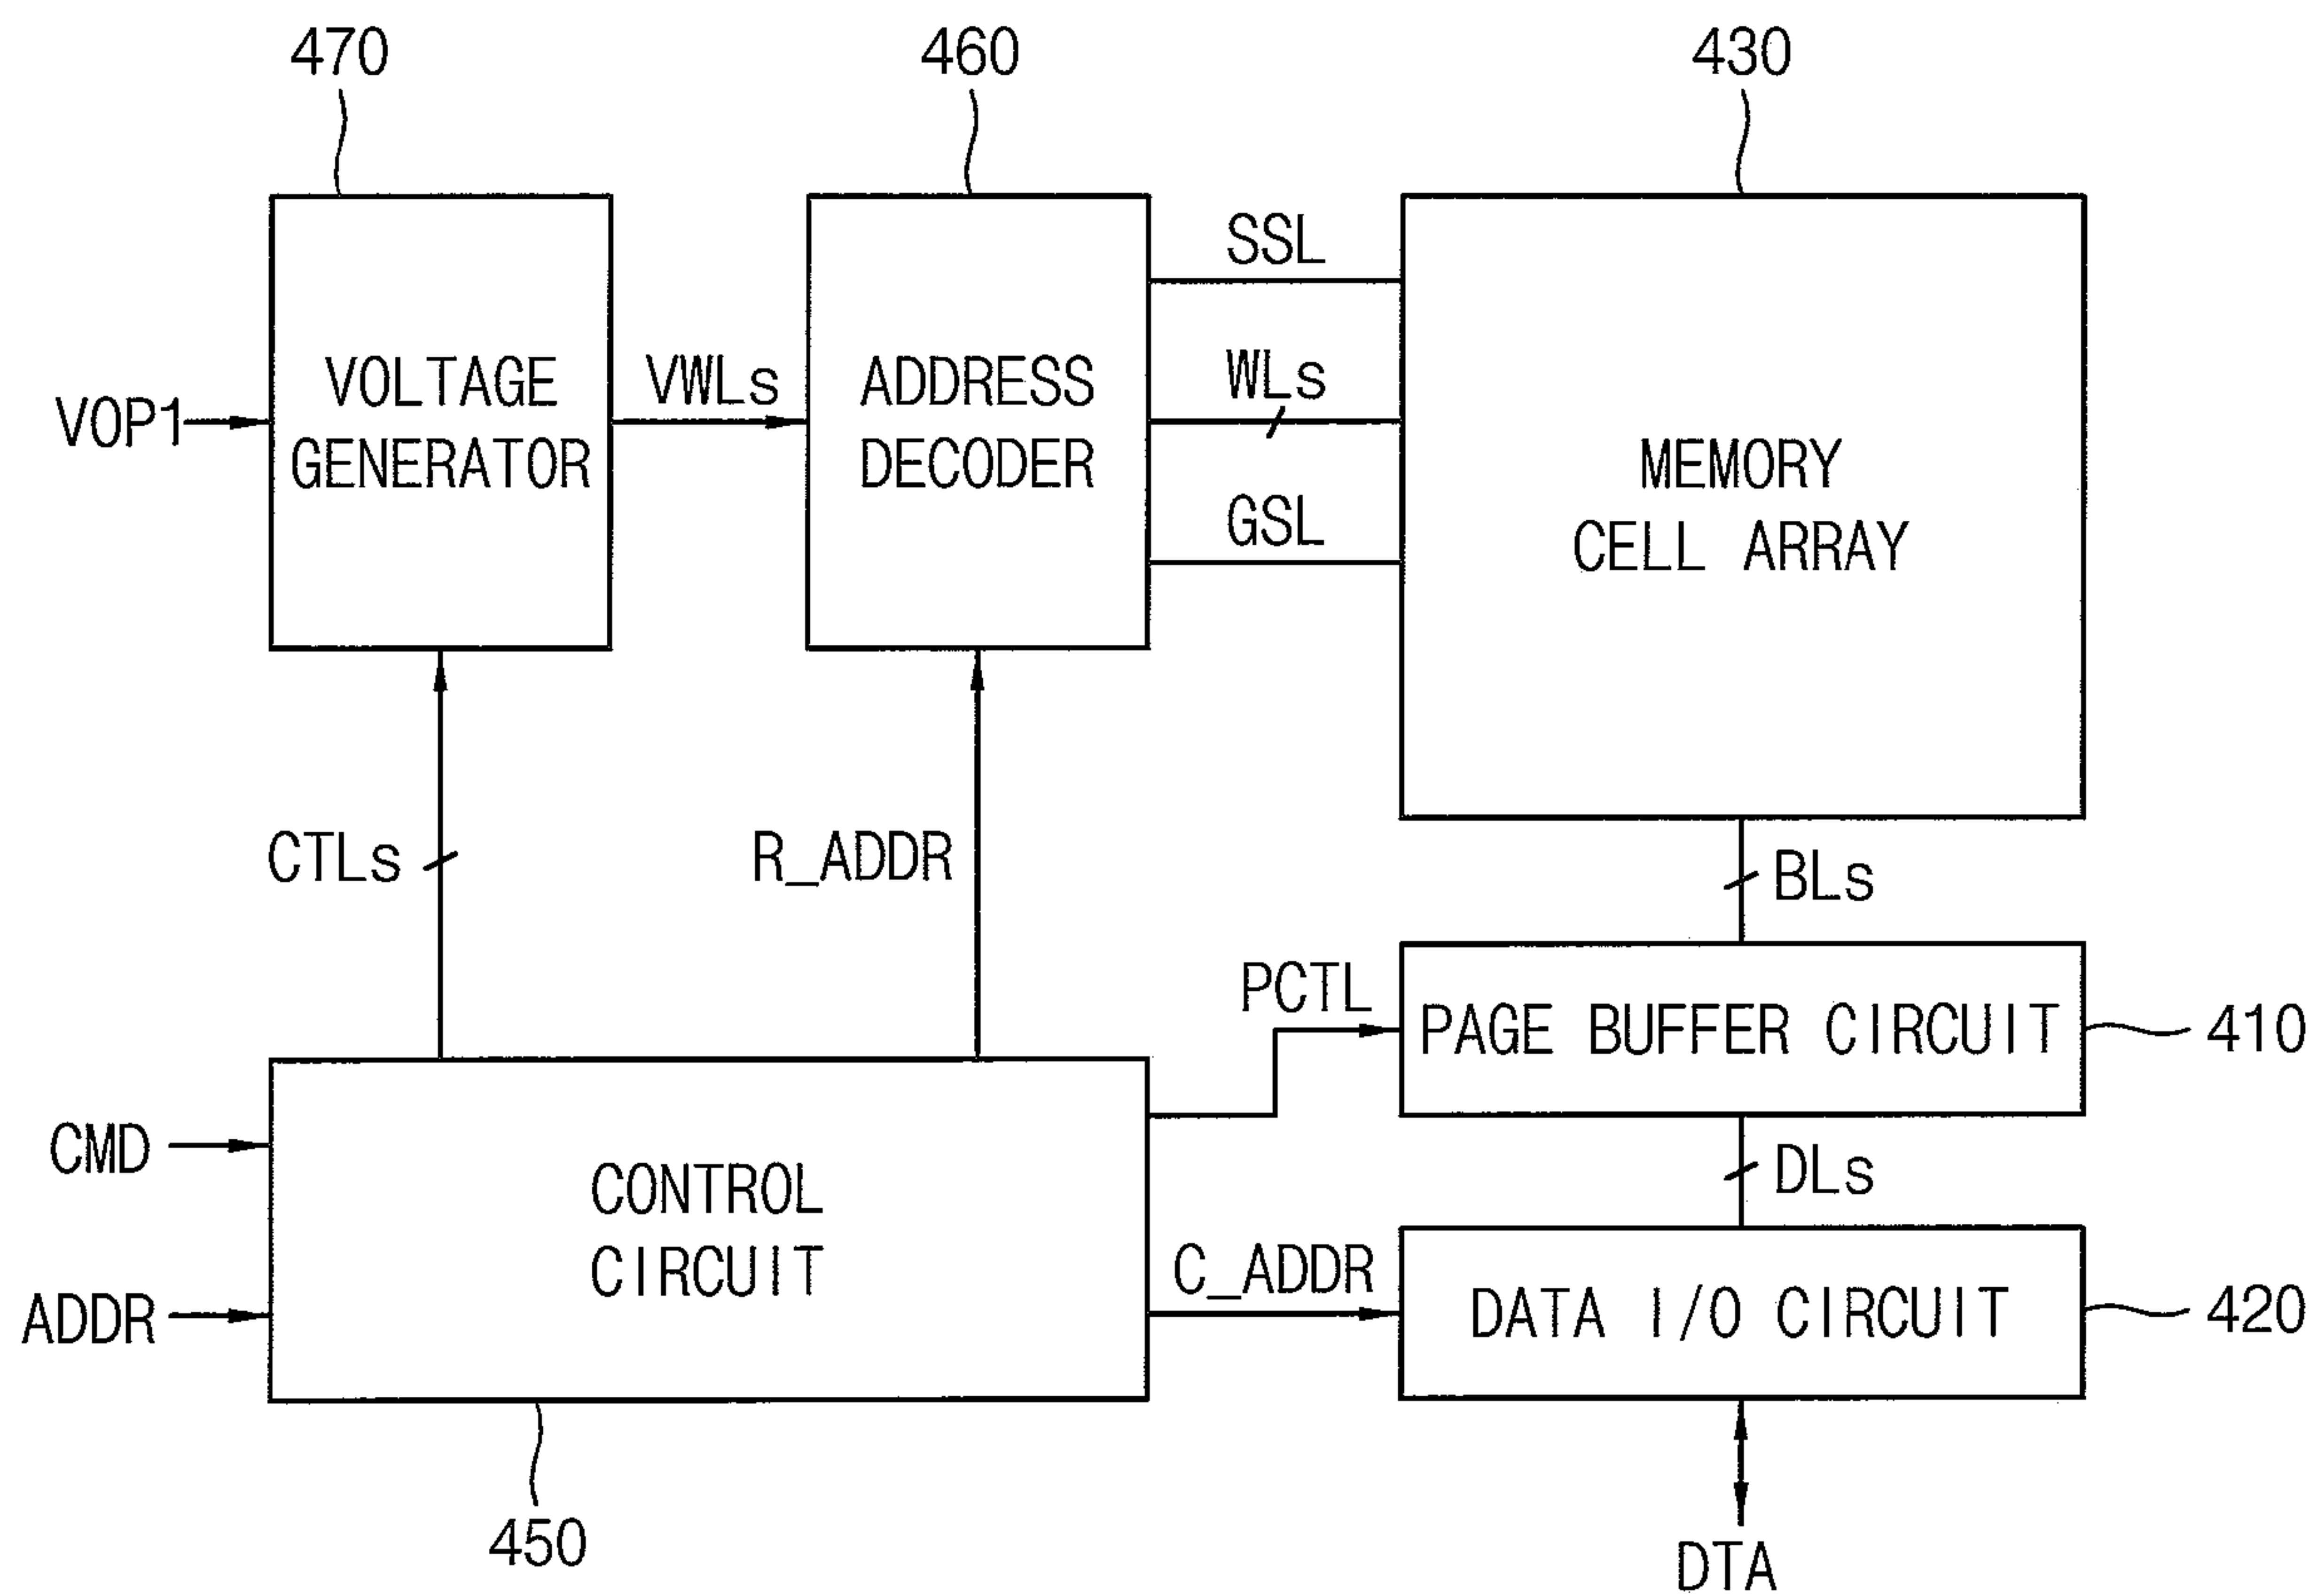 470
460
430
SSL
VOLTAGE
GENERATOR
VWLs
ADDRESS
DECODER
WLs
VOP1
MEMORY
CELL ARRAY
GSL
CTLs
R_ADDR
BLs
PCTL
PAGE BUFFER CIRCUIT
410
CMD
CONTROL
CIRCUIT
DLs
ADDR
C_ADDR
DATA I/O CIRCUIT
420
450
DTA